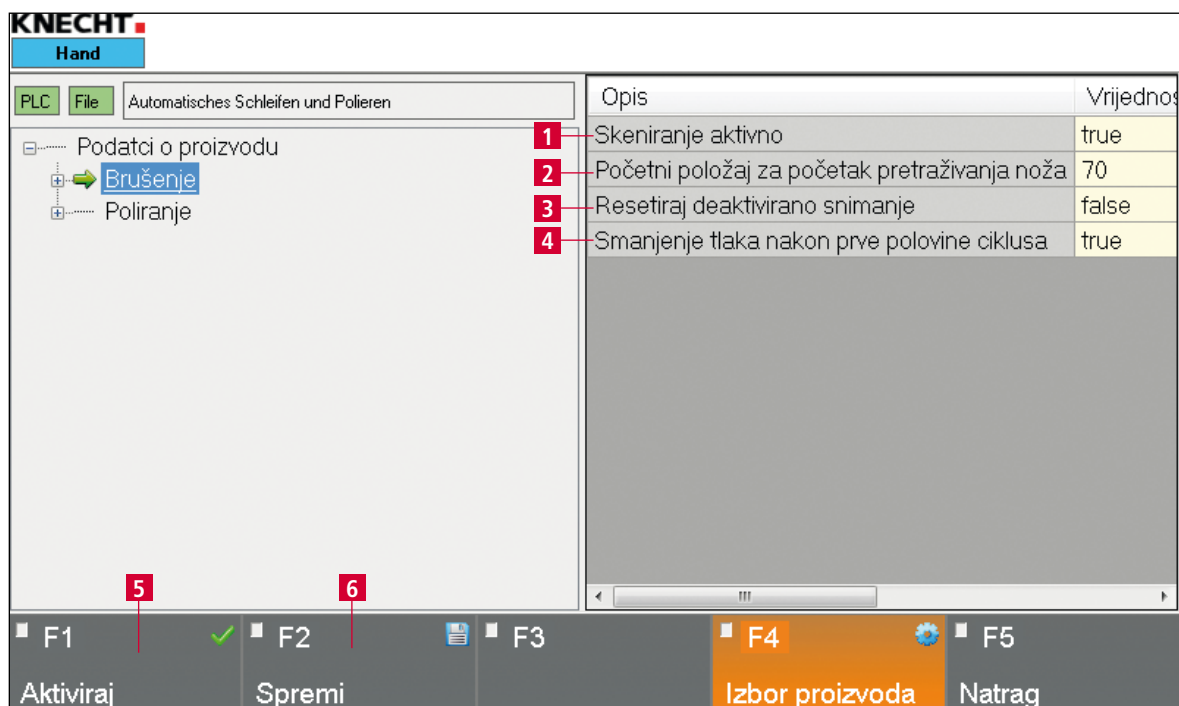 KNECHT
Hand
PLC File Automatisches Schleifen und Polieren
Podatci o proizvodu
Brušenje
Poliranje
Opis Vrijednos
1 Skeniranje aktivno true
2 Početni položaj za početak pretraživanja noža 70
3 Resetiraj deaktivirano snimanje false
4 Smanjenje tlaka nakon prve polovine ciklusa true
5 6
F1 F2 F3 F4 F5
Aktiviraj Spremi Izbor proizvoda Natrag